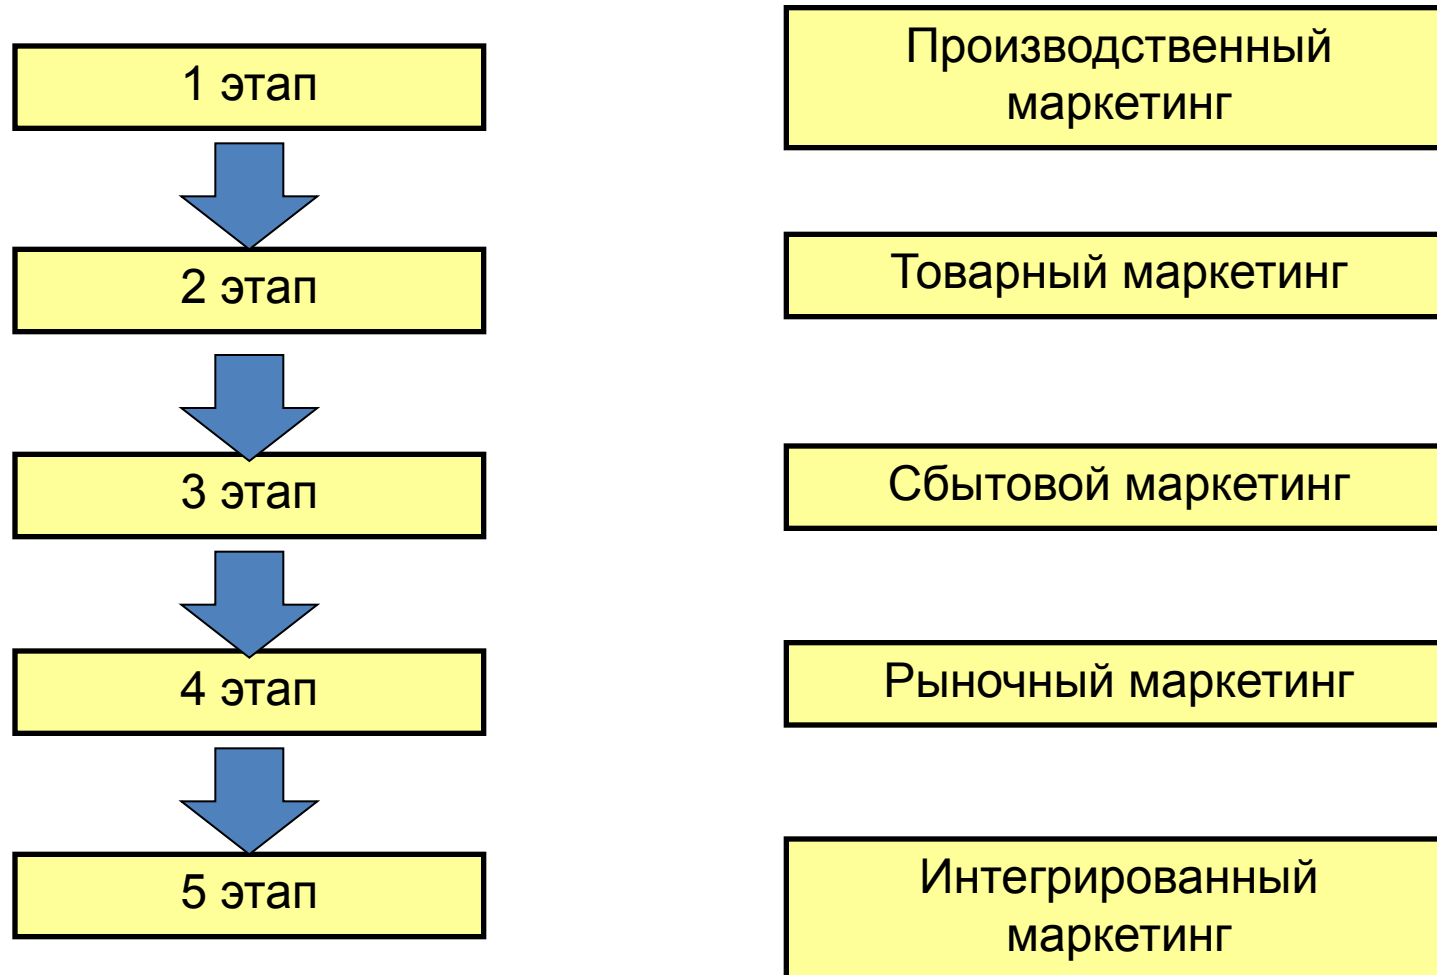 1 этап
Производственный
маркетинг
2 этап
Товарный маркетинг
3 этап
Сбытовой маркетинг
4 этап
Рыночный маркетинг
5 этап
Интегрированный
маркетинг